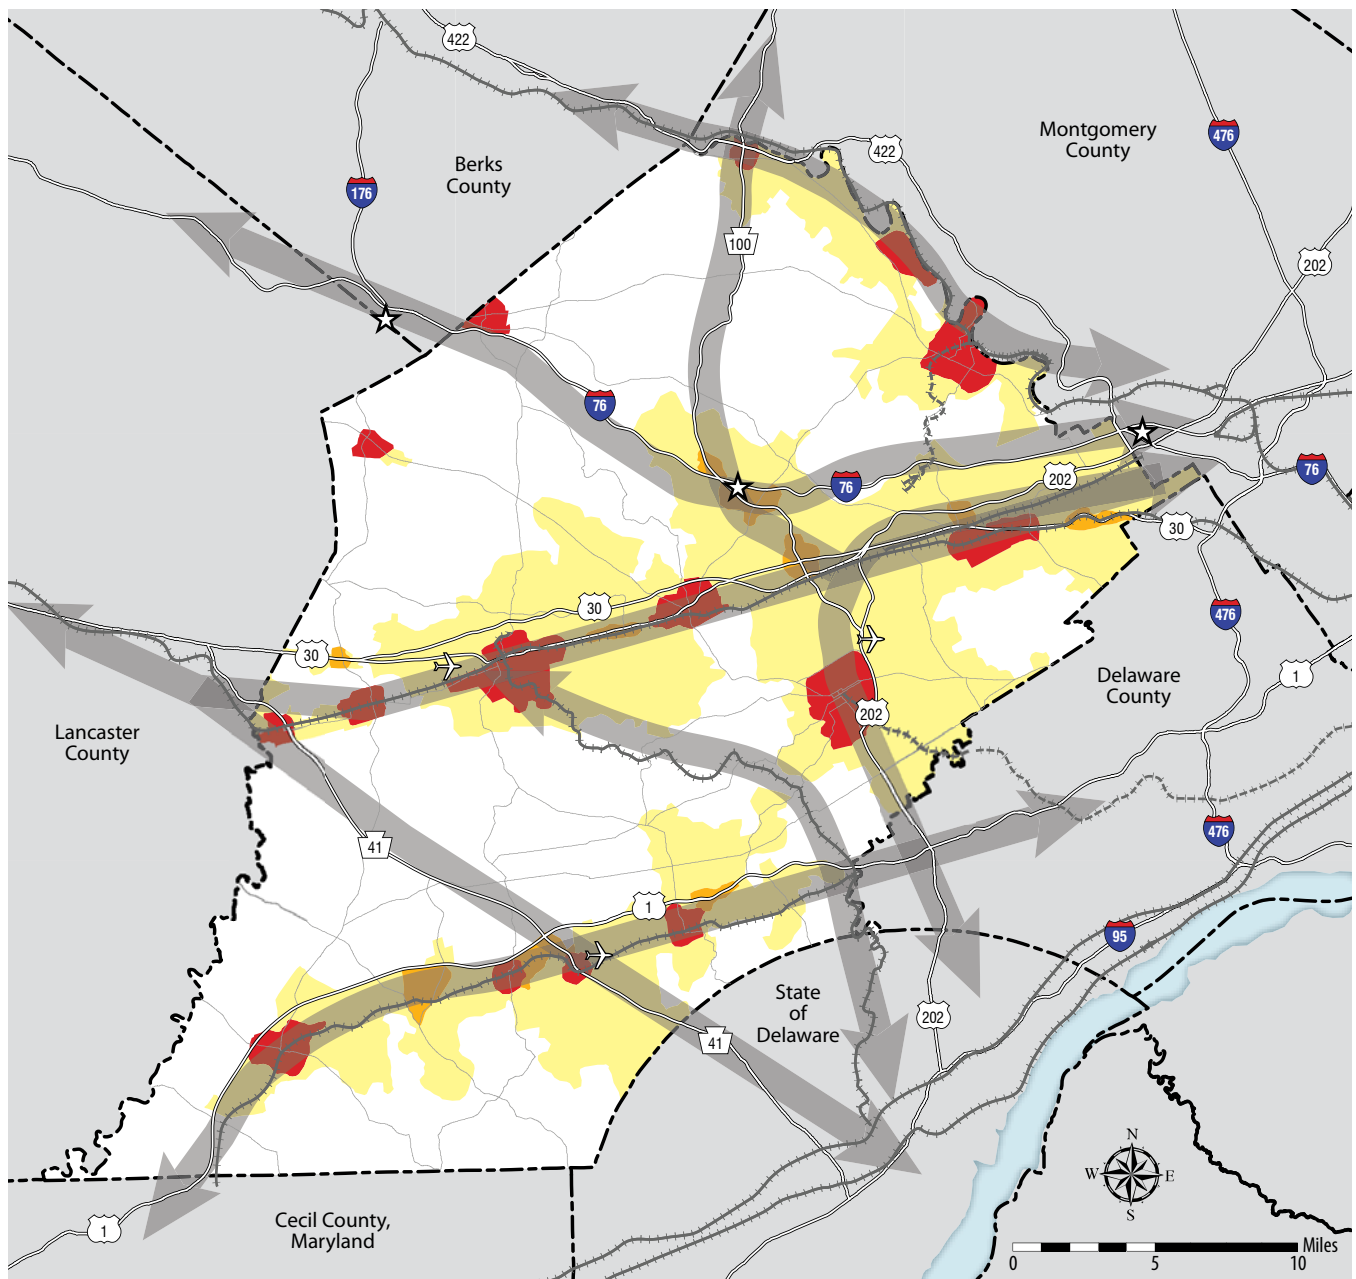 422
Montgomery
County
476
422
Berks
County
176
100
202
76
76
202
76
30
30
476
30
Delaware
County
1
202
Lancaster
County
476
41
1
95
State
of
Delaware
202
41
N
W E
S
Cecil County,
Maryland
1
Miles
0 5 10